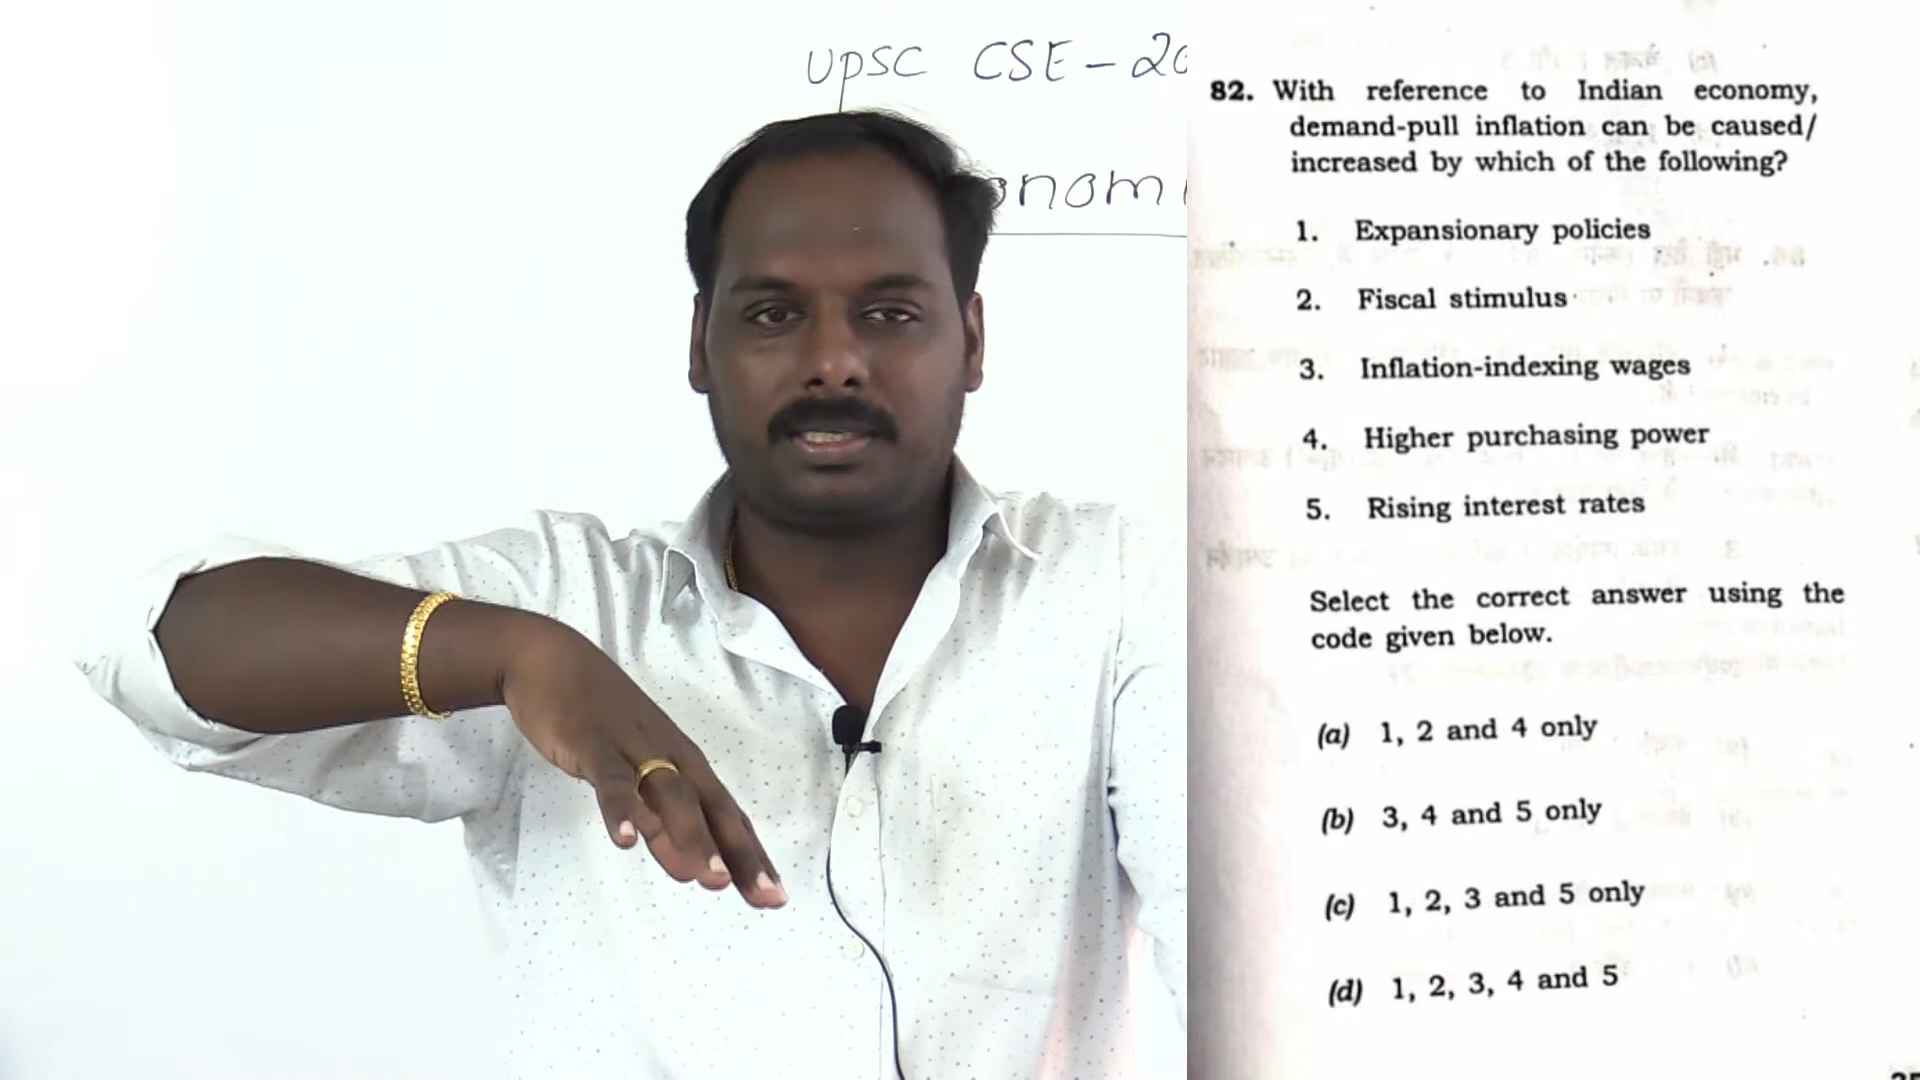 UPSC CSE - 20
onomi
82. With reference to Indian economy,
demand-pull inflation can be caused/
increased by which of the following?
1. Expansionary policies
2. Fiscal stimulus
3. Inflation-indexing wages
4. Higher purchasing power
5. Rising interest rates
Select the correct answer using the
code given below.
(a) 1, 2 and 4 only
(b) 3, 4 and 5 only
(c) 1, 2, 3 and 5 only
(d) 1, 2, 3, 4 and 5